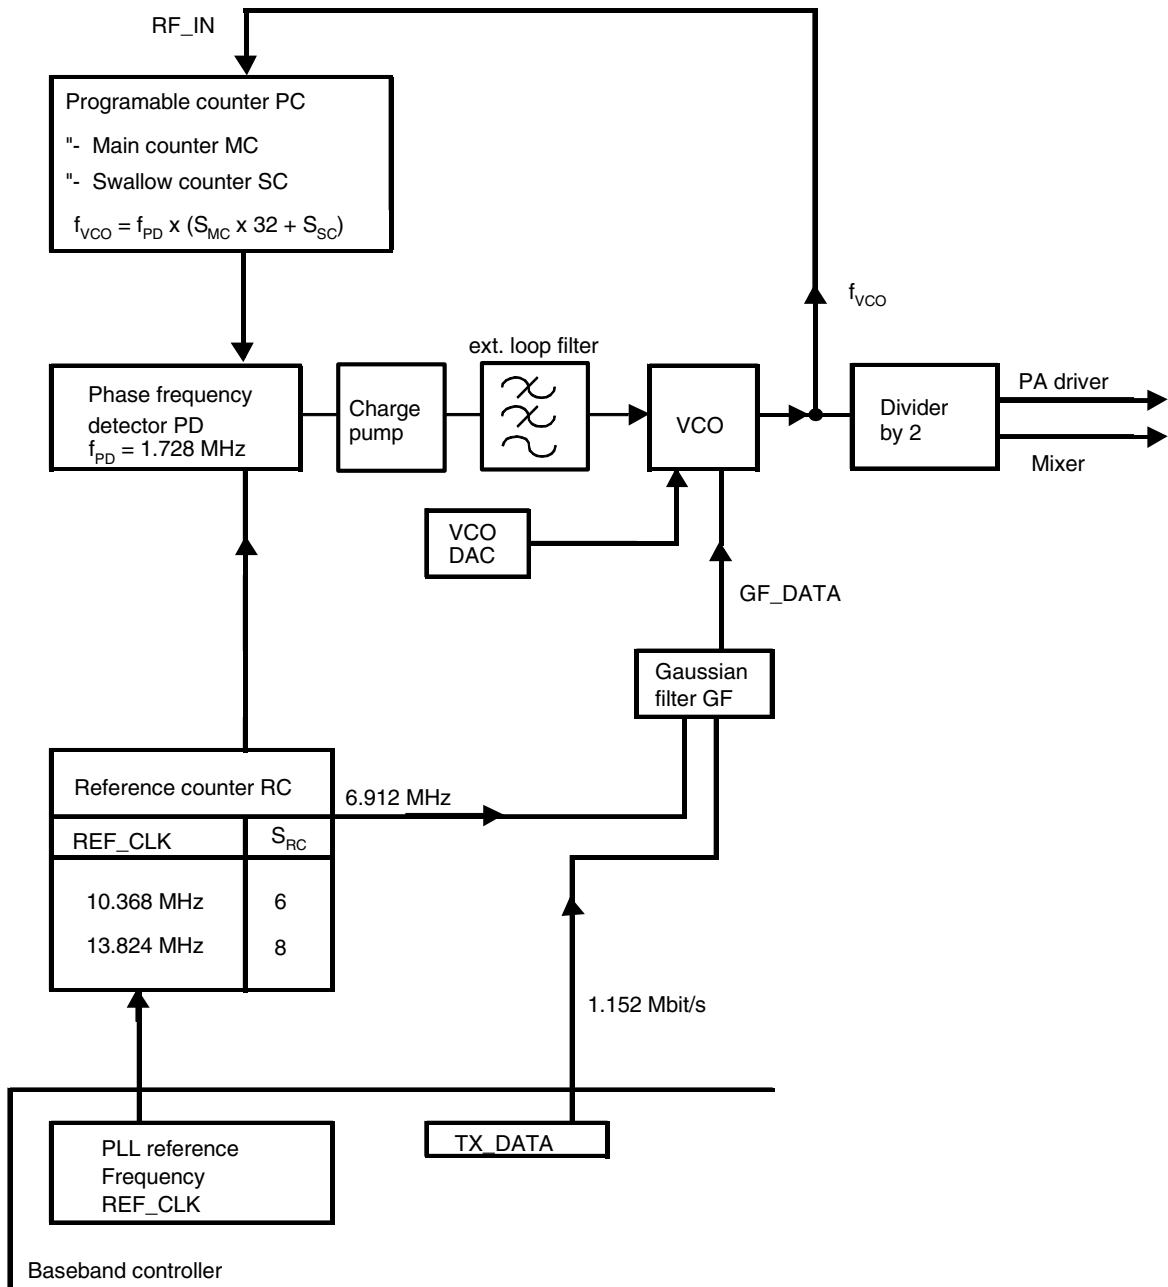 RF_IN
Programable counter PC
"- Main counter MC
"- Swallow counter SC
fVCO = fPD x (SMC x 32 + SSC)
fVCO
ext. loop filter
Phase frequency
detector PD
fPD = 1.728 MHz
Charge
pump
VCO
Divider
by 2
PA driver
Mixer
VCO
DAC
GF_DATA
Gaussian
filter GF
Reference counter RC
6.912 MHz
REF_CLK SRC
10.368 MHz 6
13.824 MHz 8
1.152 Mbit/s
PLL reference
Frequency
REF_CLK
TX_DATA
Baseband controller